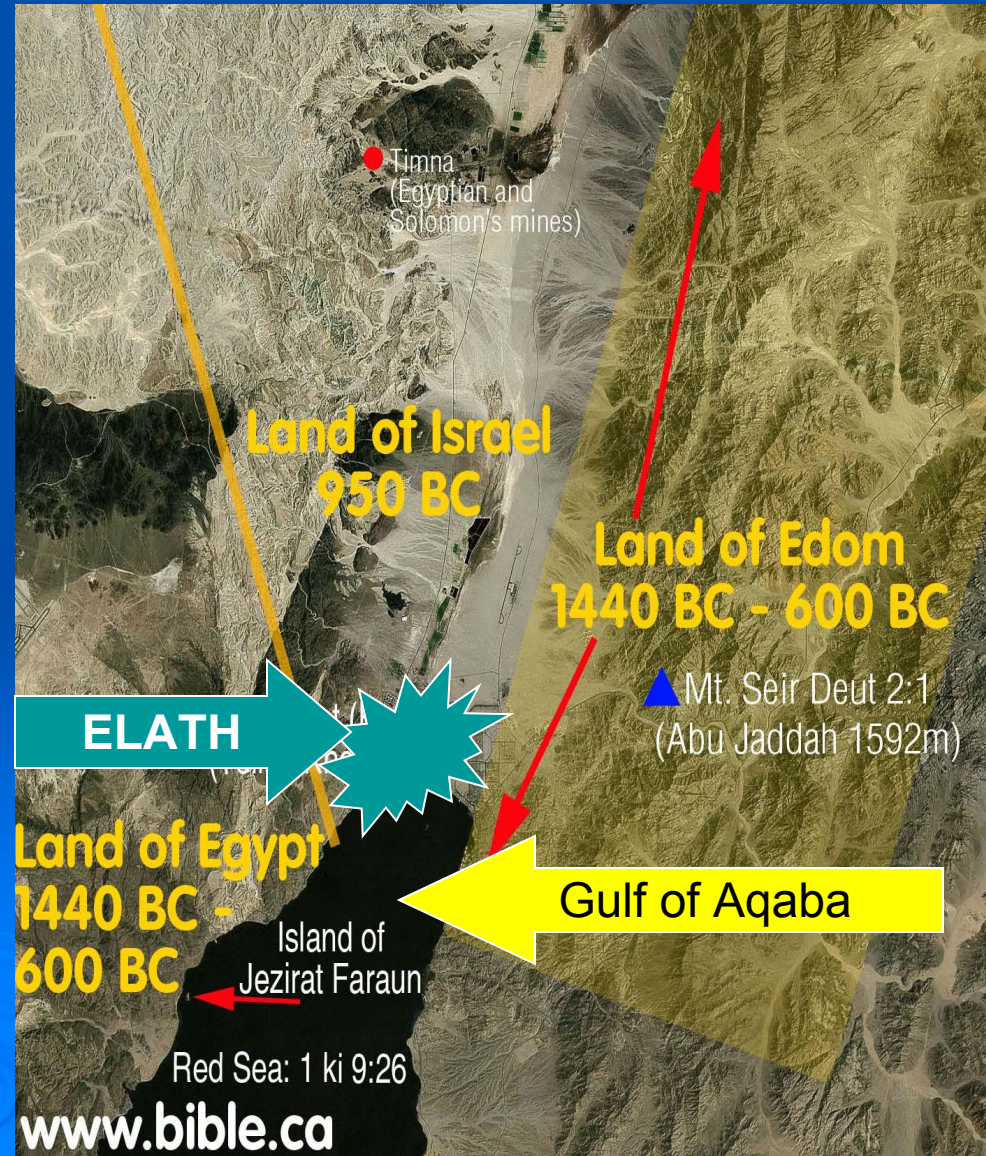 Timna
(Egyptian and
Solomon's mines)
Land of Israel
950 BC
Land of Edom
1440 BC - 600 BC
Mt. Seir Deut 2:1
(Abu Jaddah 1592m)
ELATH
Land of Egypt
1440 BC -
600 BC
Gulf of Aqaba
Island of
Jezirat Faraun
Red Sea: 1 ki 9:26
www.bible.ca